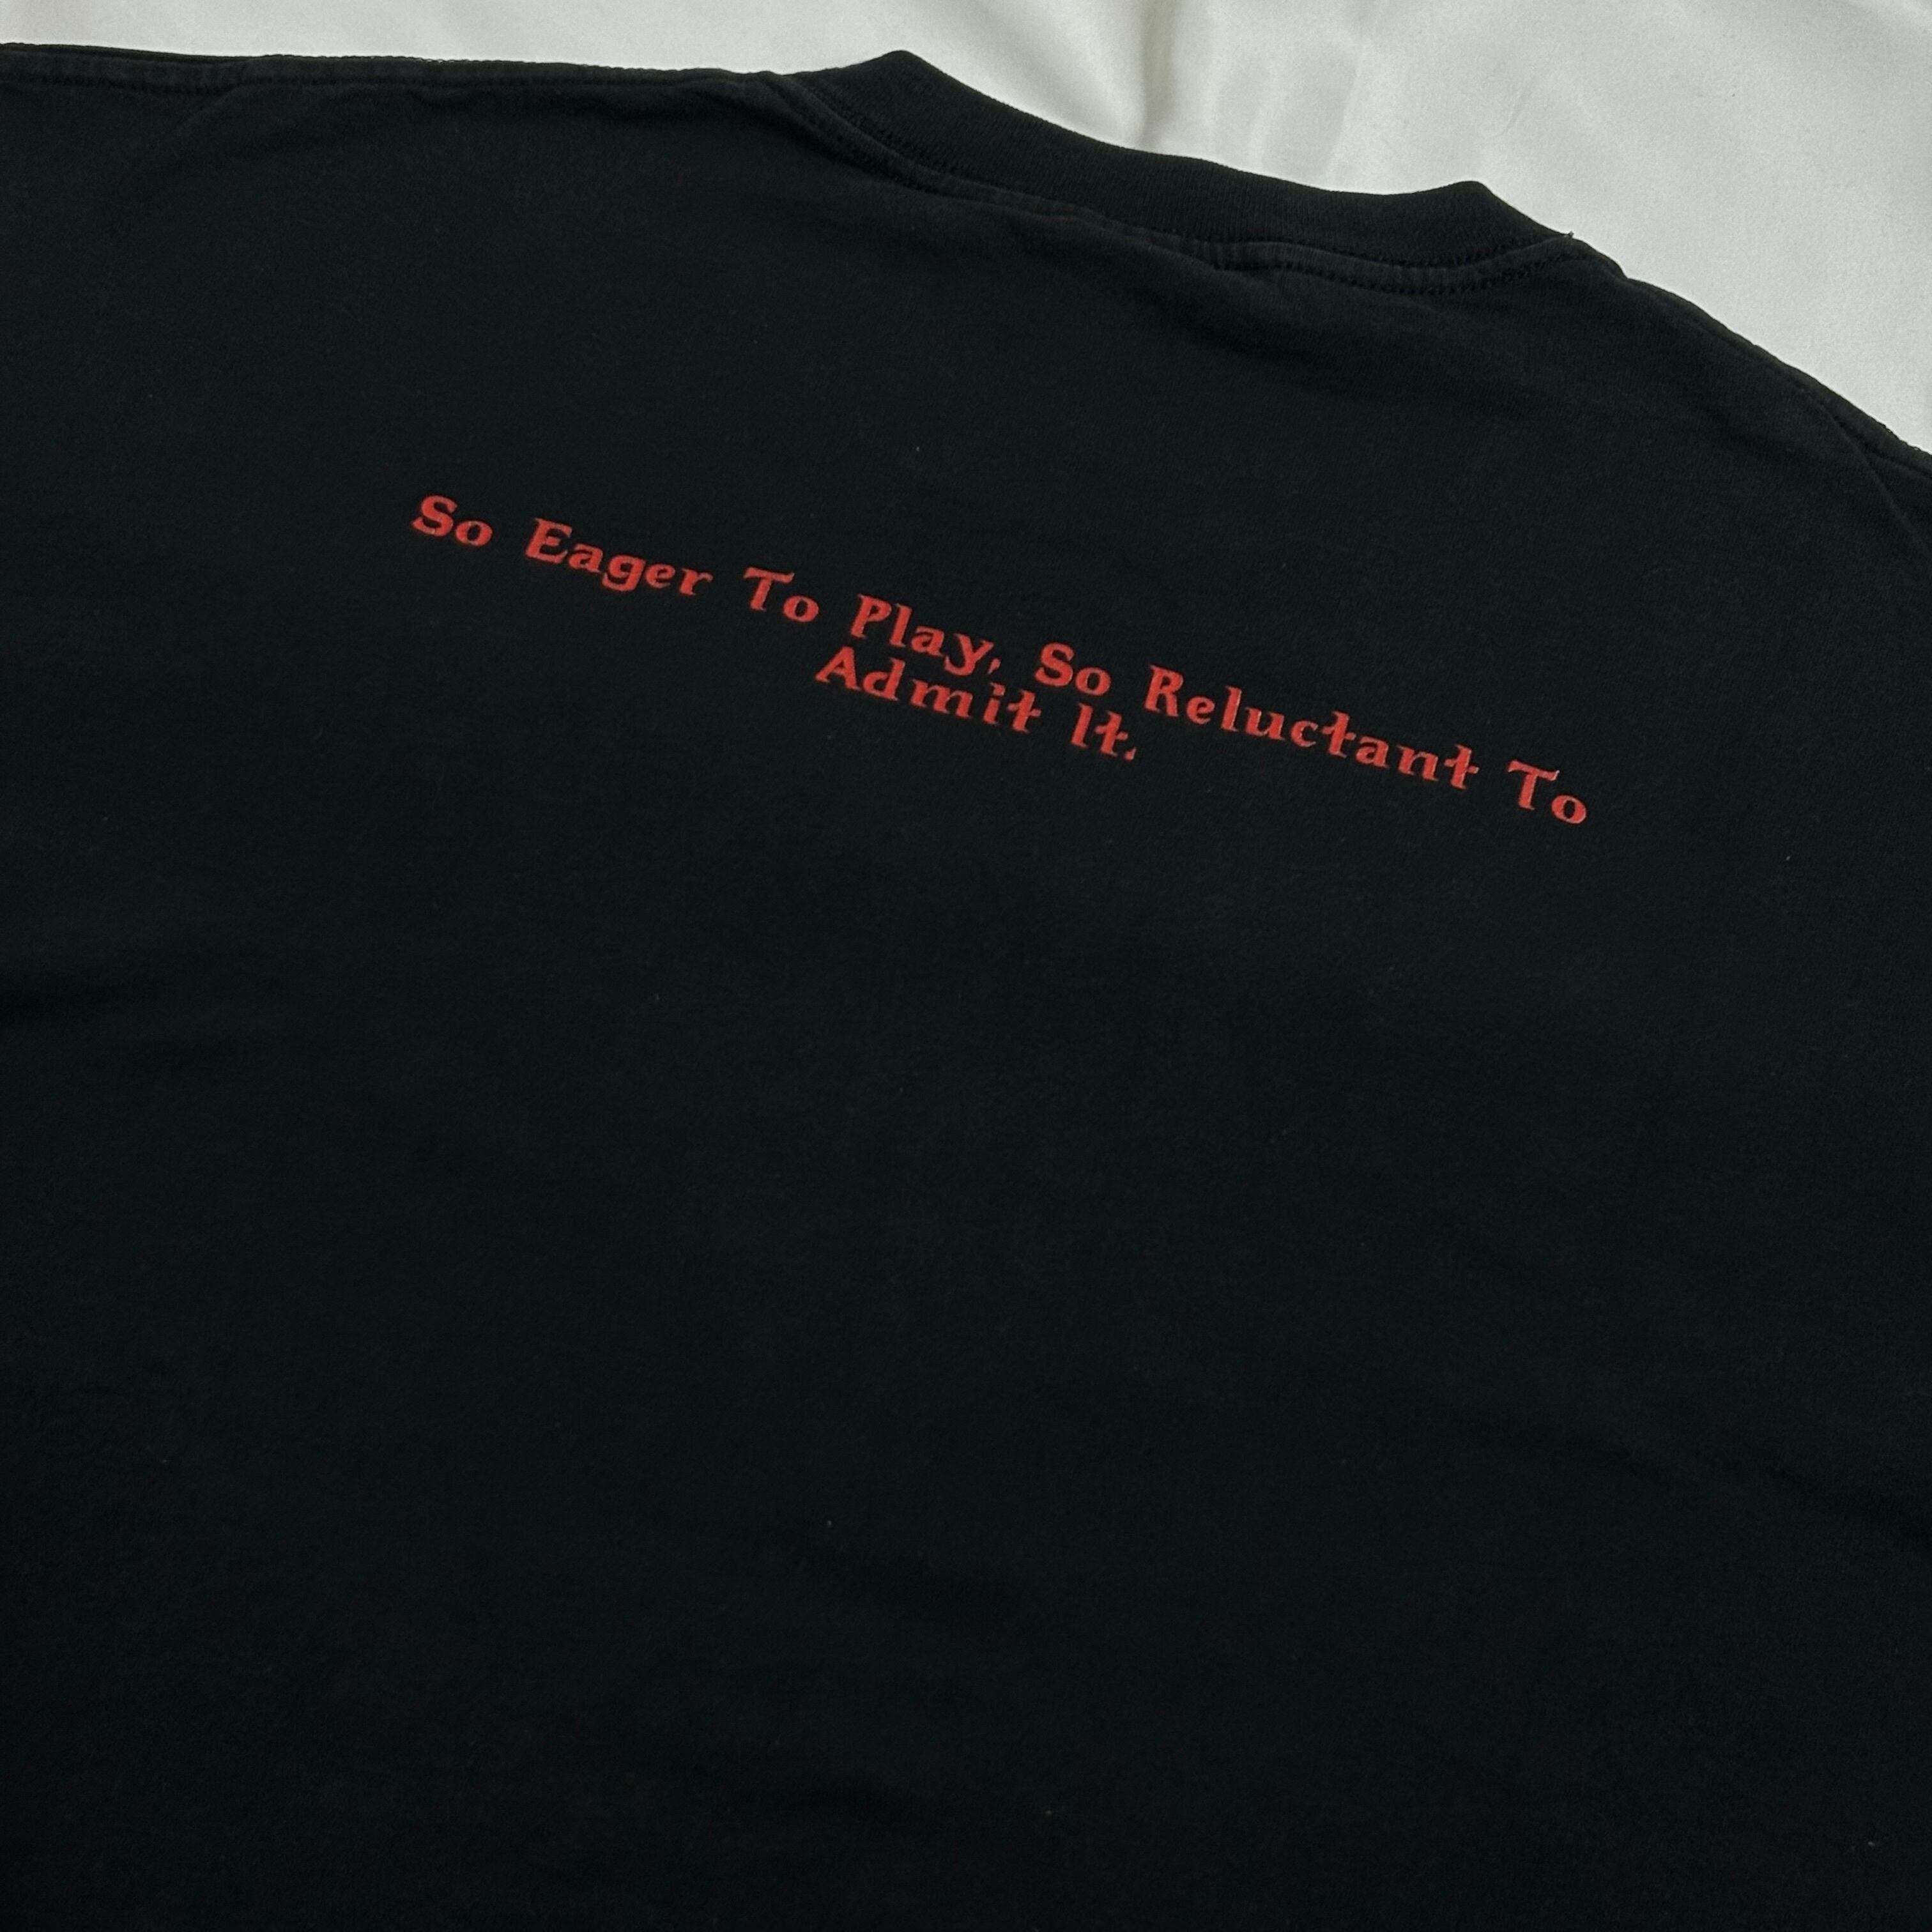 So Eager To Play, So Reluctant To
Admit It.